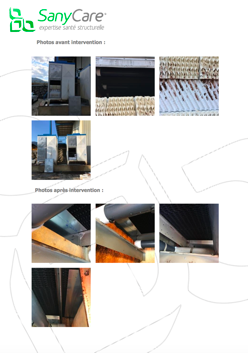 SanyCare
expertise santé structurelle
Photos avant intervention :
Photos après intervention :